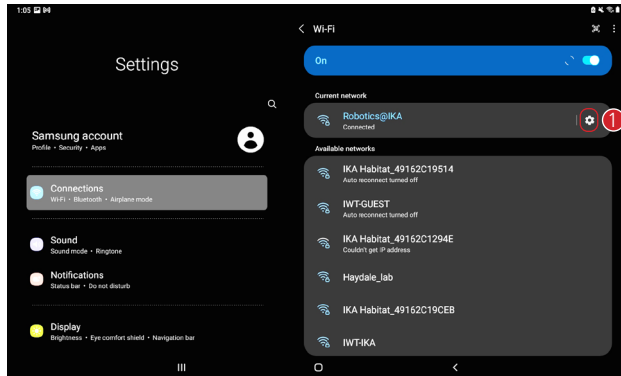 1:05
Settings
Samsung account
Profile • Security • Apps
Connections
Wi-Fi • Bluetooth • Airplane mode
Sound
Sound mode • Ringtone
Notifications
Status bar • Do not disturb
Display
Brightness • Eye comfort shield • Navigation bar
Wi-Fi
On
Current network
Robotics@IKA
Connected
1
Available networks
IKA Habitat_49162C19514
Auto reconnect turned off
IWT-GUEST
Auto reconnect turned off
IKA Habitat_49162C1294E
Couldn't get IP address
Haydale_lab
IKA Habitat_49162C19CEB
IWT-IKA